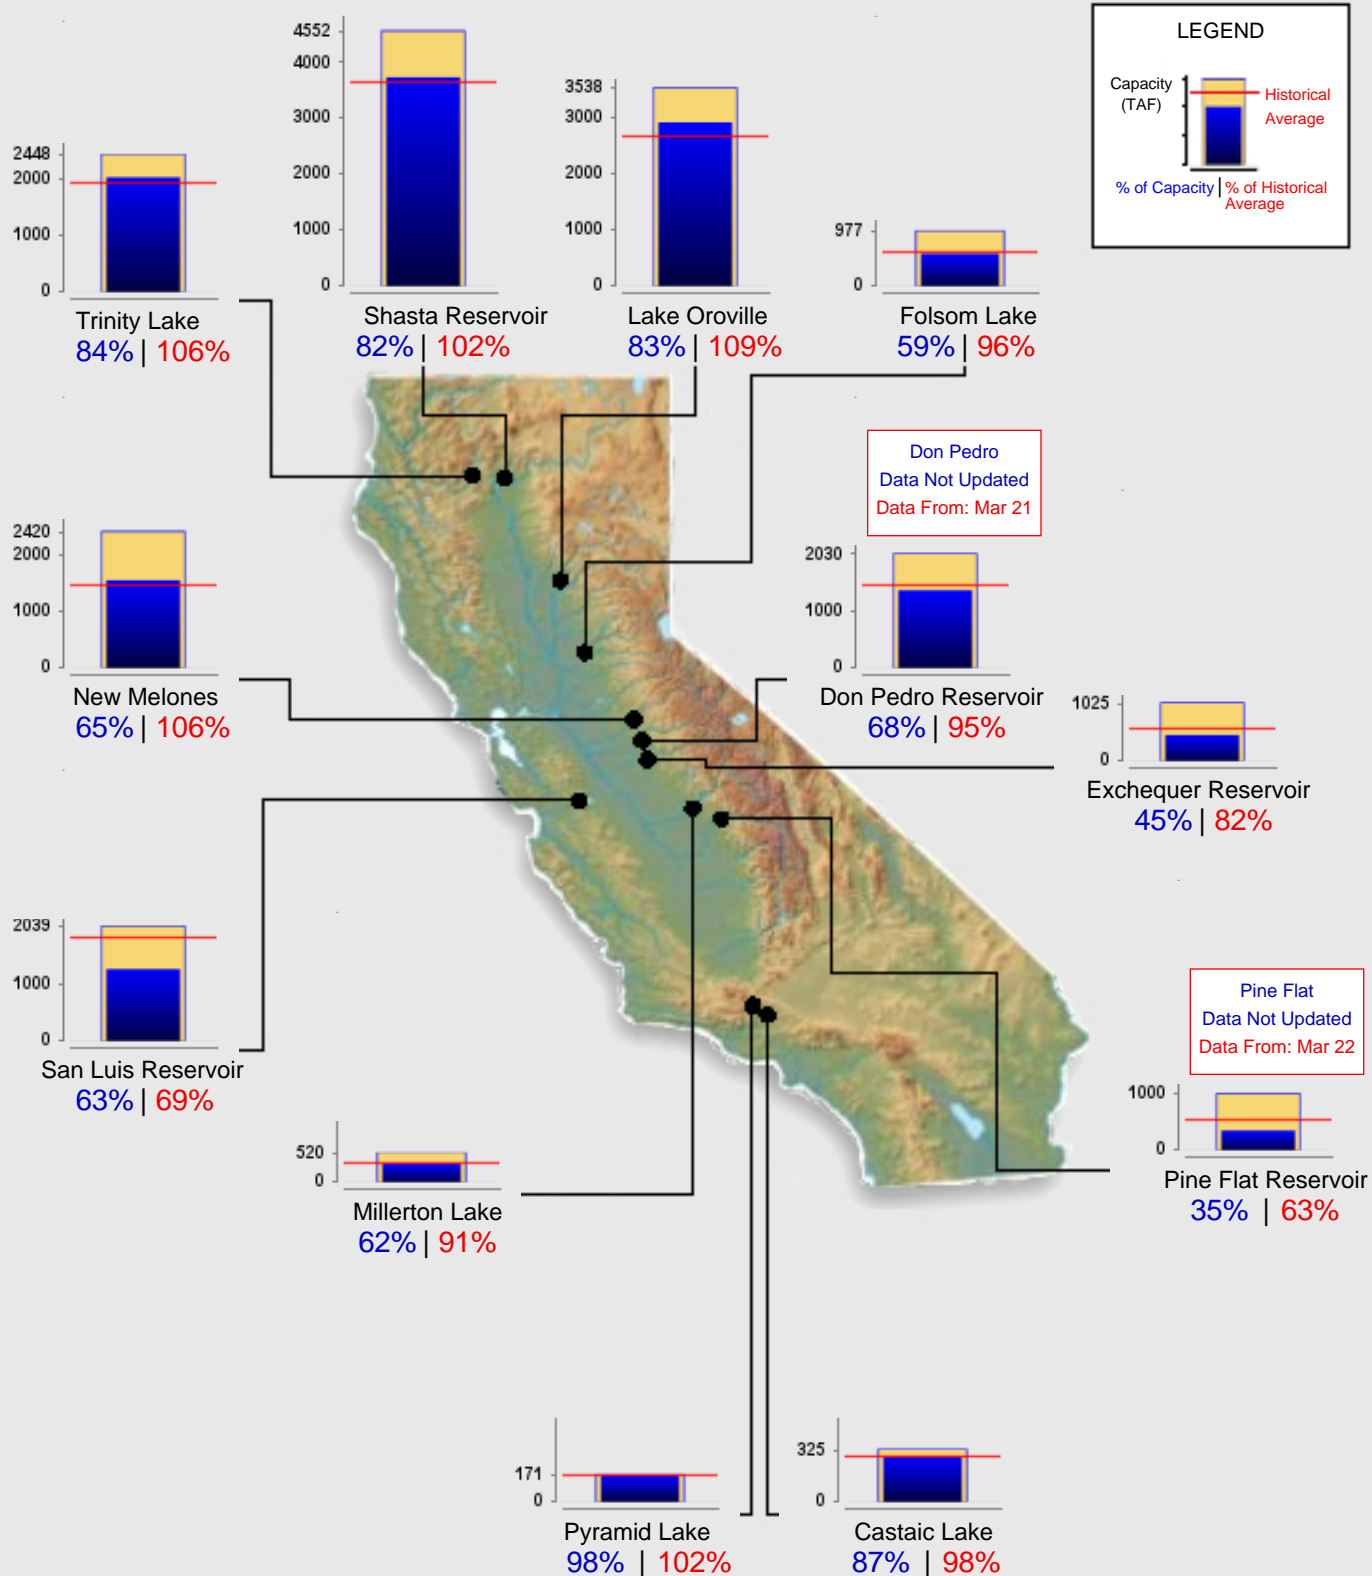 LEGEND
Capacity
(TAF)
Historical
Average
% of Capacity | % of Historical
Average
4552
4000
3000
2000
1000
0
Shasta Reservoir
82% | 102%
3538
3000
2000
1000
0
Lake Oroville
83% | 109%
2448
2000
1000
0
Trinity Lake
84% | 106%
977
0
Folsom Lake
59% | 96%
Don Pedro
Data Not Updated
Data From: Mar 21
2030
1000
0
Don Pedro Reservoir
68% | 95%
2420
2000
1000
0
New Melones
65% | 106%
1025
0
Exchequer Reservoir
45% | 82%
2039
1000
0
San Luis Reservoir
63% | 69%
Pine Flat
Data Not Updated
Data From: Mar 22
1000
0
Pine Flat Reservoir
35% | 63%
520
0
Millerton Lake
62% | 91%
171
0
Pyramid Lake
98% | 102%
325
0
Castaic Lake
87% | 98%